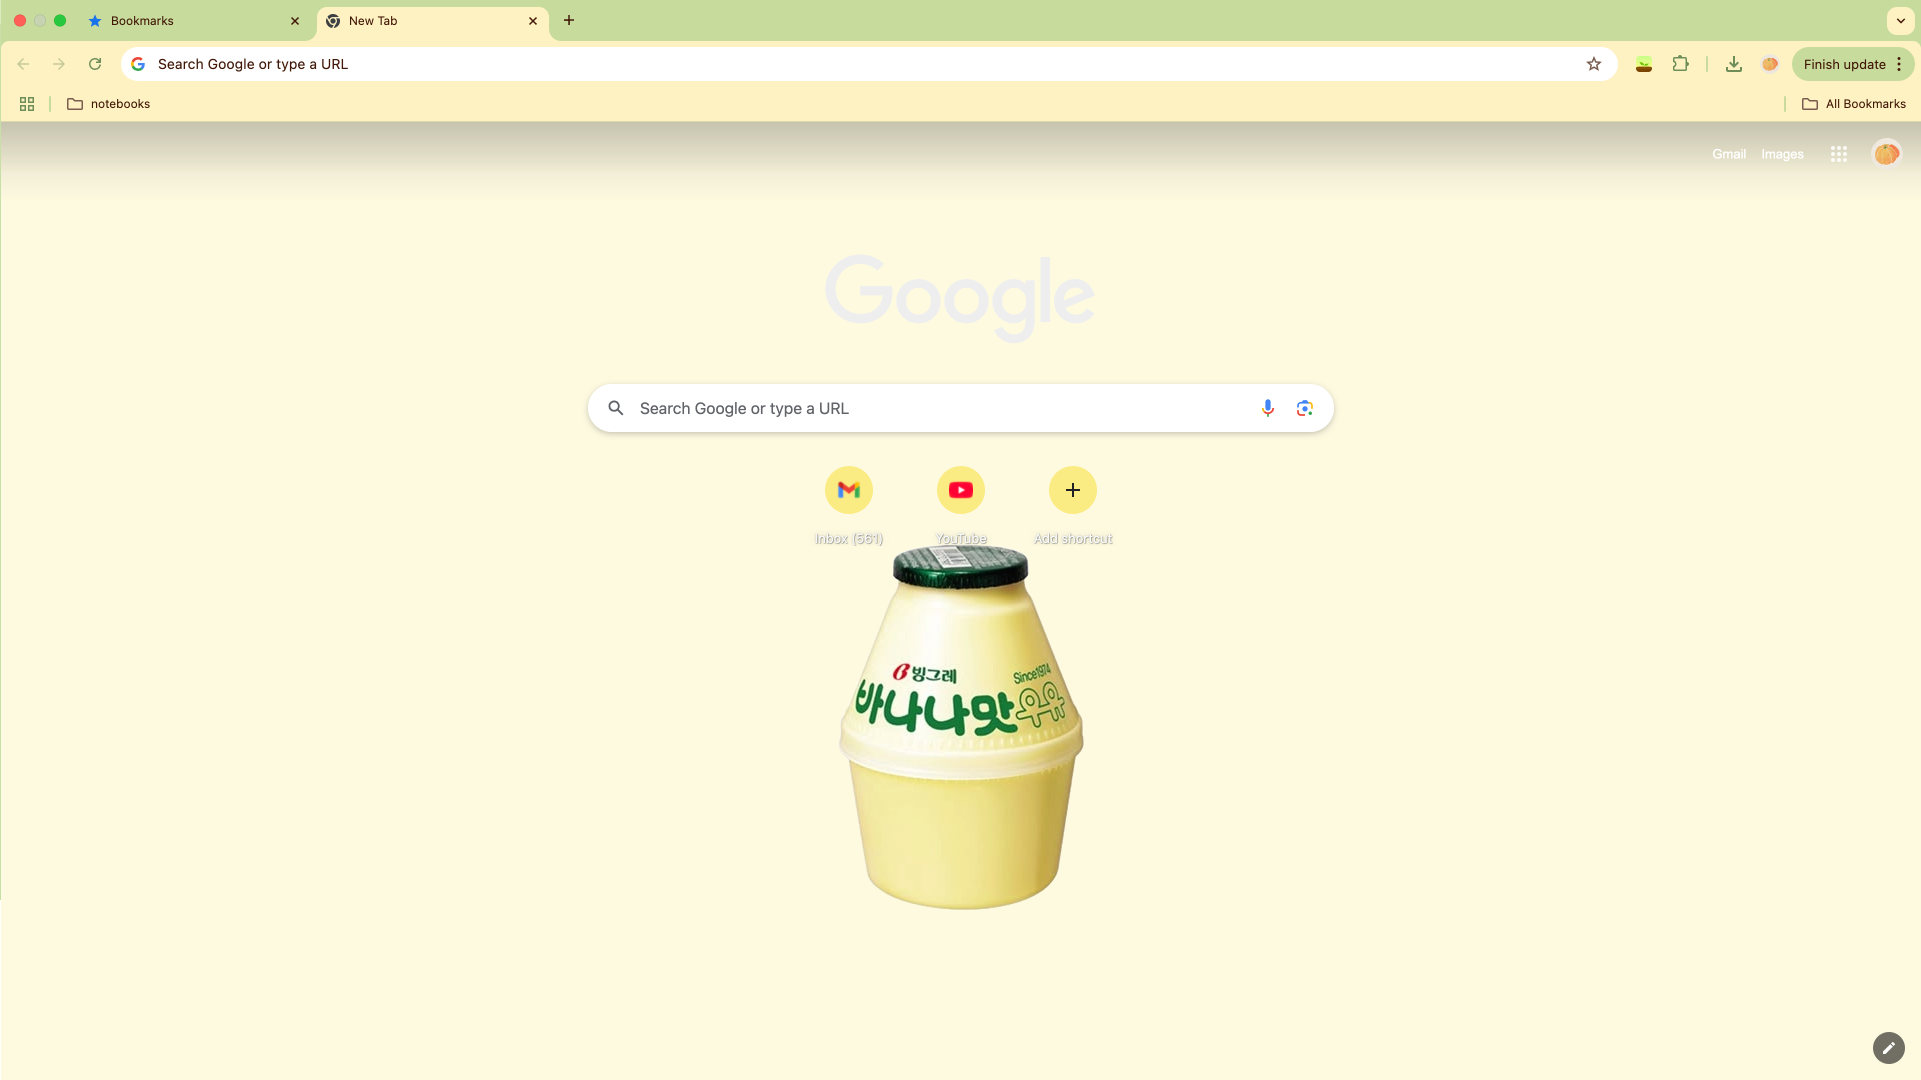 Bookmarks
New Tab
Search Google or type a URL
Finish update
notebooks
All Bookmarks
Gmail
Images
Google
Search Google or type a URL
Inbox (561)
YouTube
Add shortcut
빙그레
Since1974
바나나맛우유